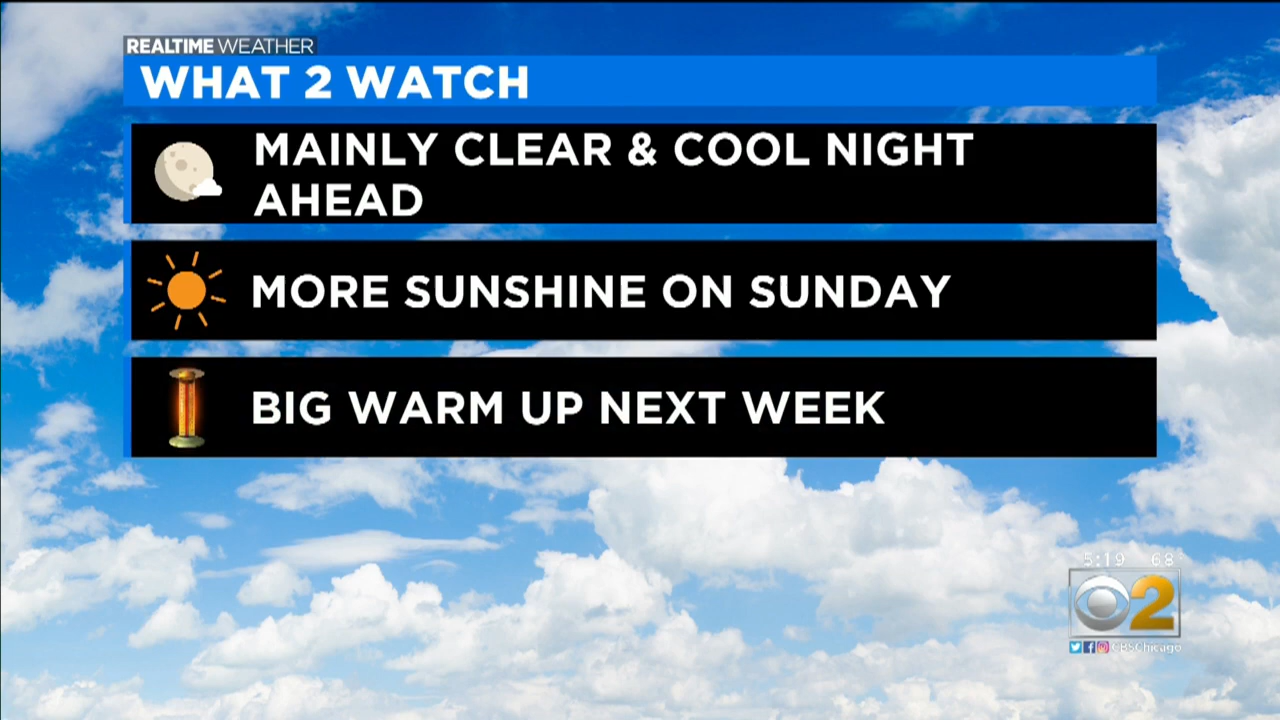 REALTIME WEATHER
WHAT 2 WATCH
MAINLY CLEAR & COOL NIGHT
AHEAD
MORE SUNSHINE ON SUNDAY
BIG WARM UP NEXT WEEK
5:19 68°
2
CBSChicago